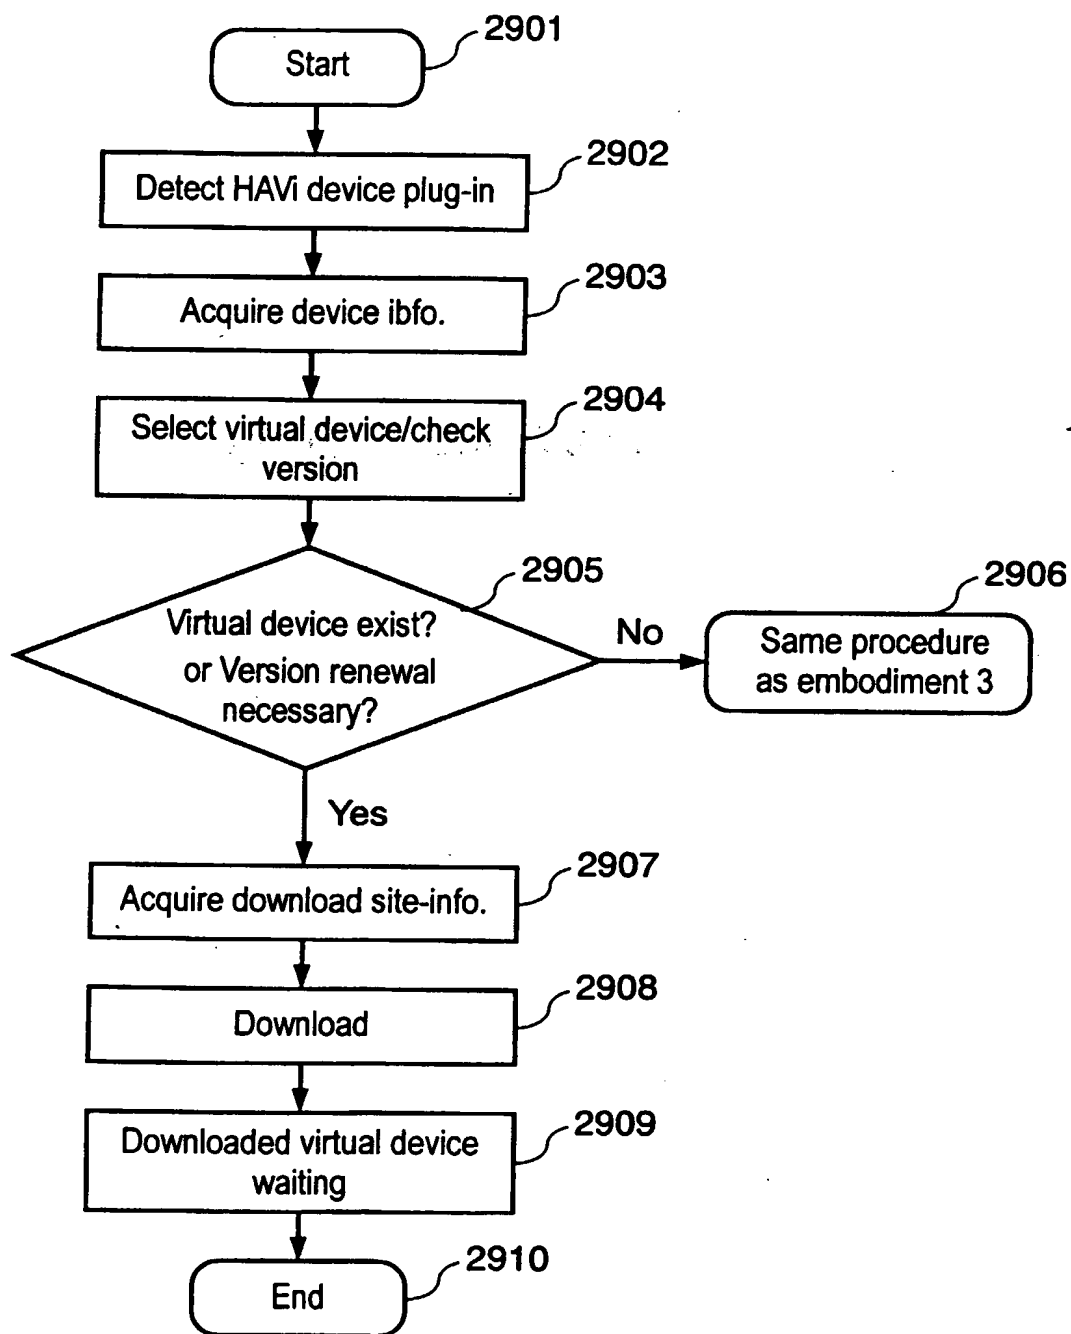 2901
Start
2902
Detect HAVi device plug-in
2903
Acquire device ibfo.
2904
Select virtual device/check
version
2905
Virtual device exist?
or Version renewal
necessary?
No
2906
Same procedure
as embodiment 3
Yes
2907
Acquire download site-info.
2908
Download
2909
Downloaded virtual device
waiting
2910
End